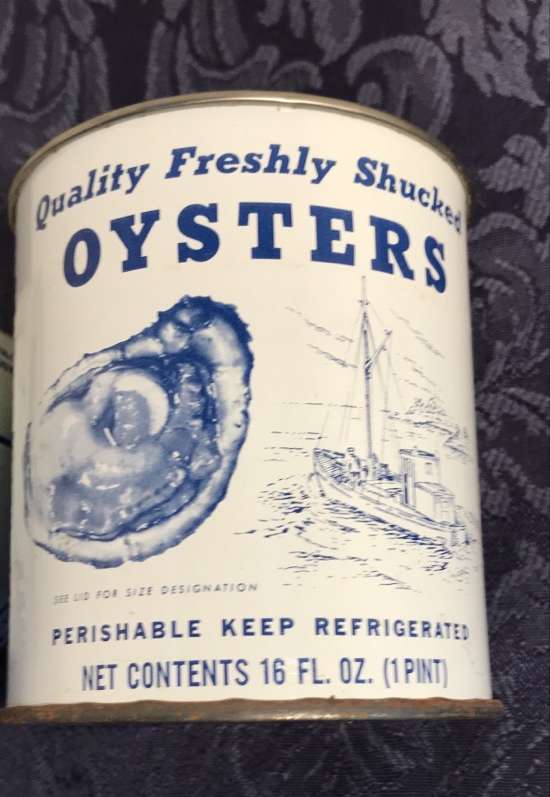 Quality Freshly Shucked
OYSTERS
SEE LID FOR SIZE DESIGNATION
PERISHABLE KEEP REFRIGERATED
NET CONTENTS 16 FL. OZ. (1 PINT)